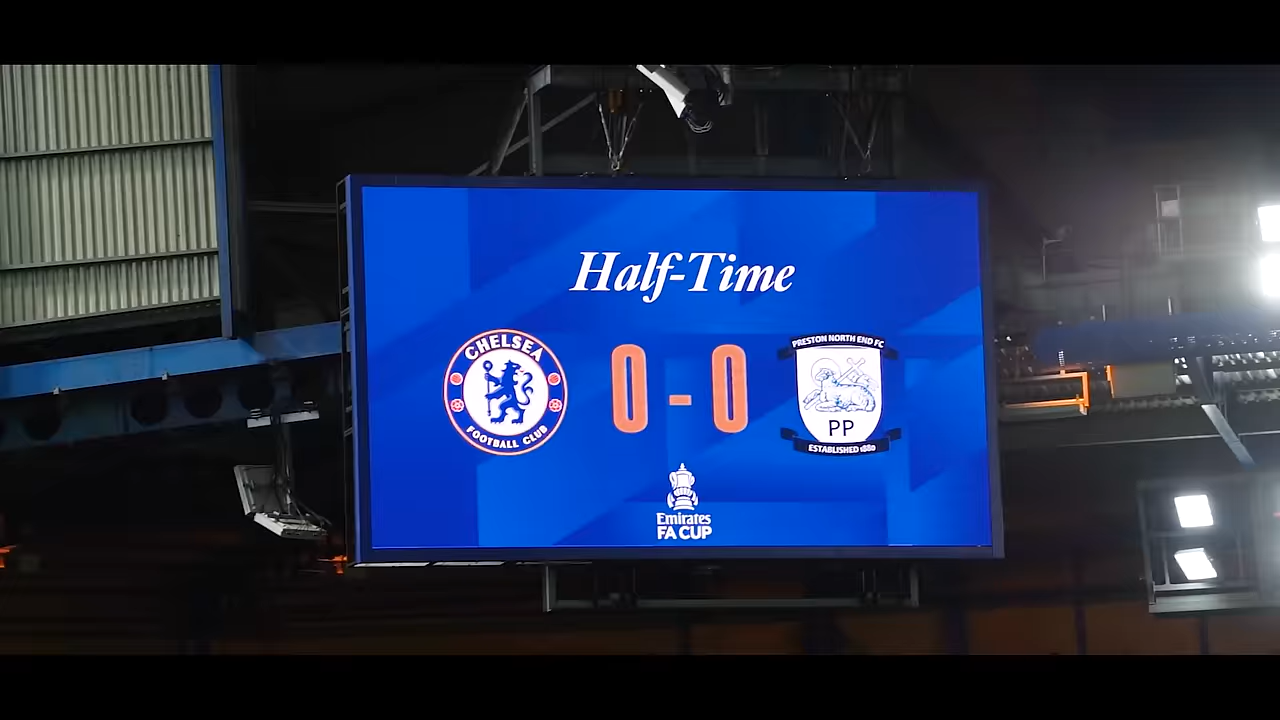 Half-Time
CHELSEA
FOOTBALL CLUB
0 - 0
PRESTON NORTH END FC
PP
ESTABLISHED 1880
Emirates
FA CUP